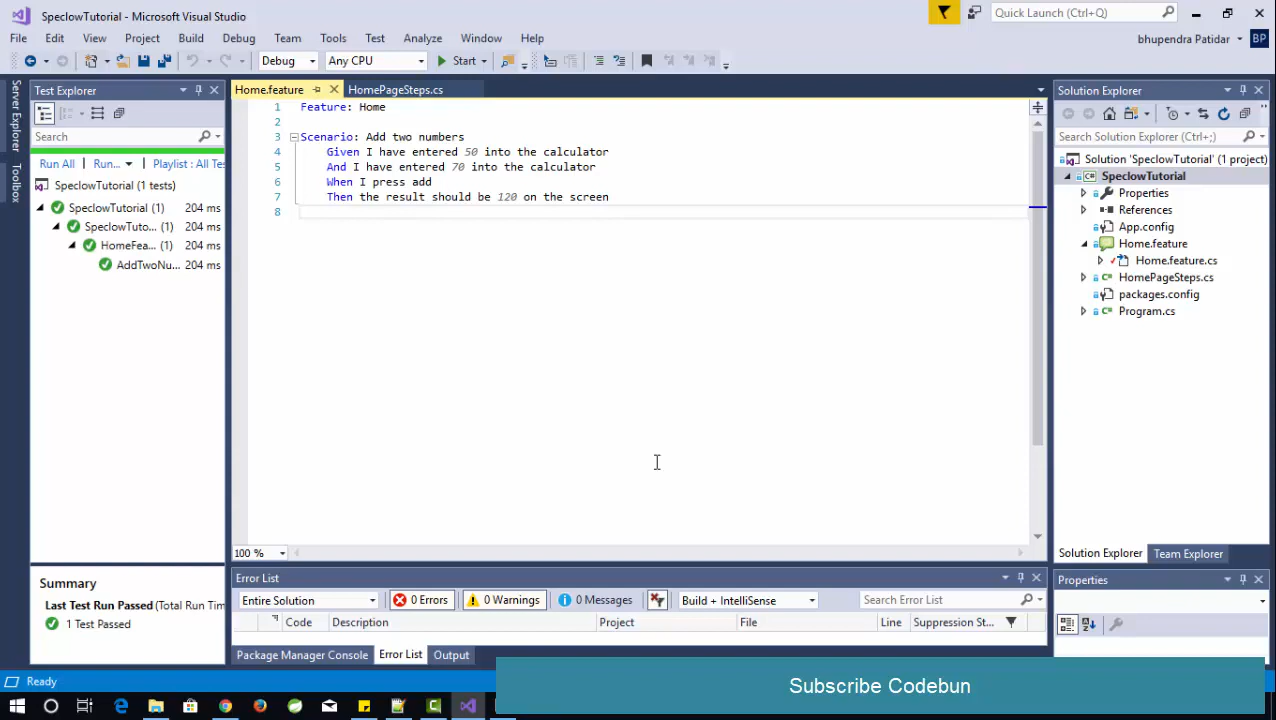 SpeclowTutorial - Microsoft Visual Studio
Quick Launch (Ctrl+Q)
File Edit View Project Build Debug Team Tools Test Analyze Window Help
bhupendra Patidar BP
Debug Any CPU Start
Server Explorer
Toolbox
Test Explorer
Search
Run All Run... Playlist : All Tes
SpeclowTutorial (1 tests)
SpeclowTutorial (1) 204 ms
SpeclowTuto... (1) 204 ms
HomeFea... (1) 204 ms
AddTwoNu... 204 ms
Summary
Last Test Run Passed (Total Run Tim
1 Test Passed
Home.feature HomePageSteps.cs
1 Feature: Home
2
3 Scenario: Add two numbers
4 Given I have entered 50 into the calculator
5 And I have entered 70 into the calculator
6 When I press add
7 Then the result should be 120 on the screen
8
100 %
Error List
Entire Solution 0 Errors 0 Warnings 0 Messages Build + IntelliSense Search Error List
Code Description Project File Line Suppression St...
Package Manager Console Error List Output
Solution Explorer
Search Solution Explorer (Ctrl+;)
Solution 'SpeclowTutorial' (1 project)
SpeclowTutorial
Properties
References
App.config
Home.feature
Home.feature.cs
HomePageSteps.cs
packages.config
Program.cs
Solution Explorer Team Explorer
Properties
Ready
Subscribe Codebun